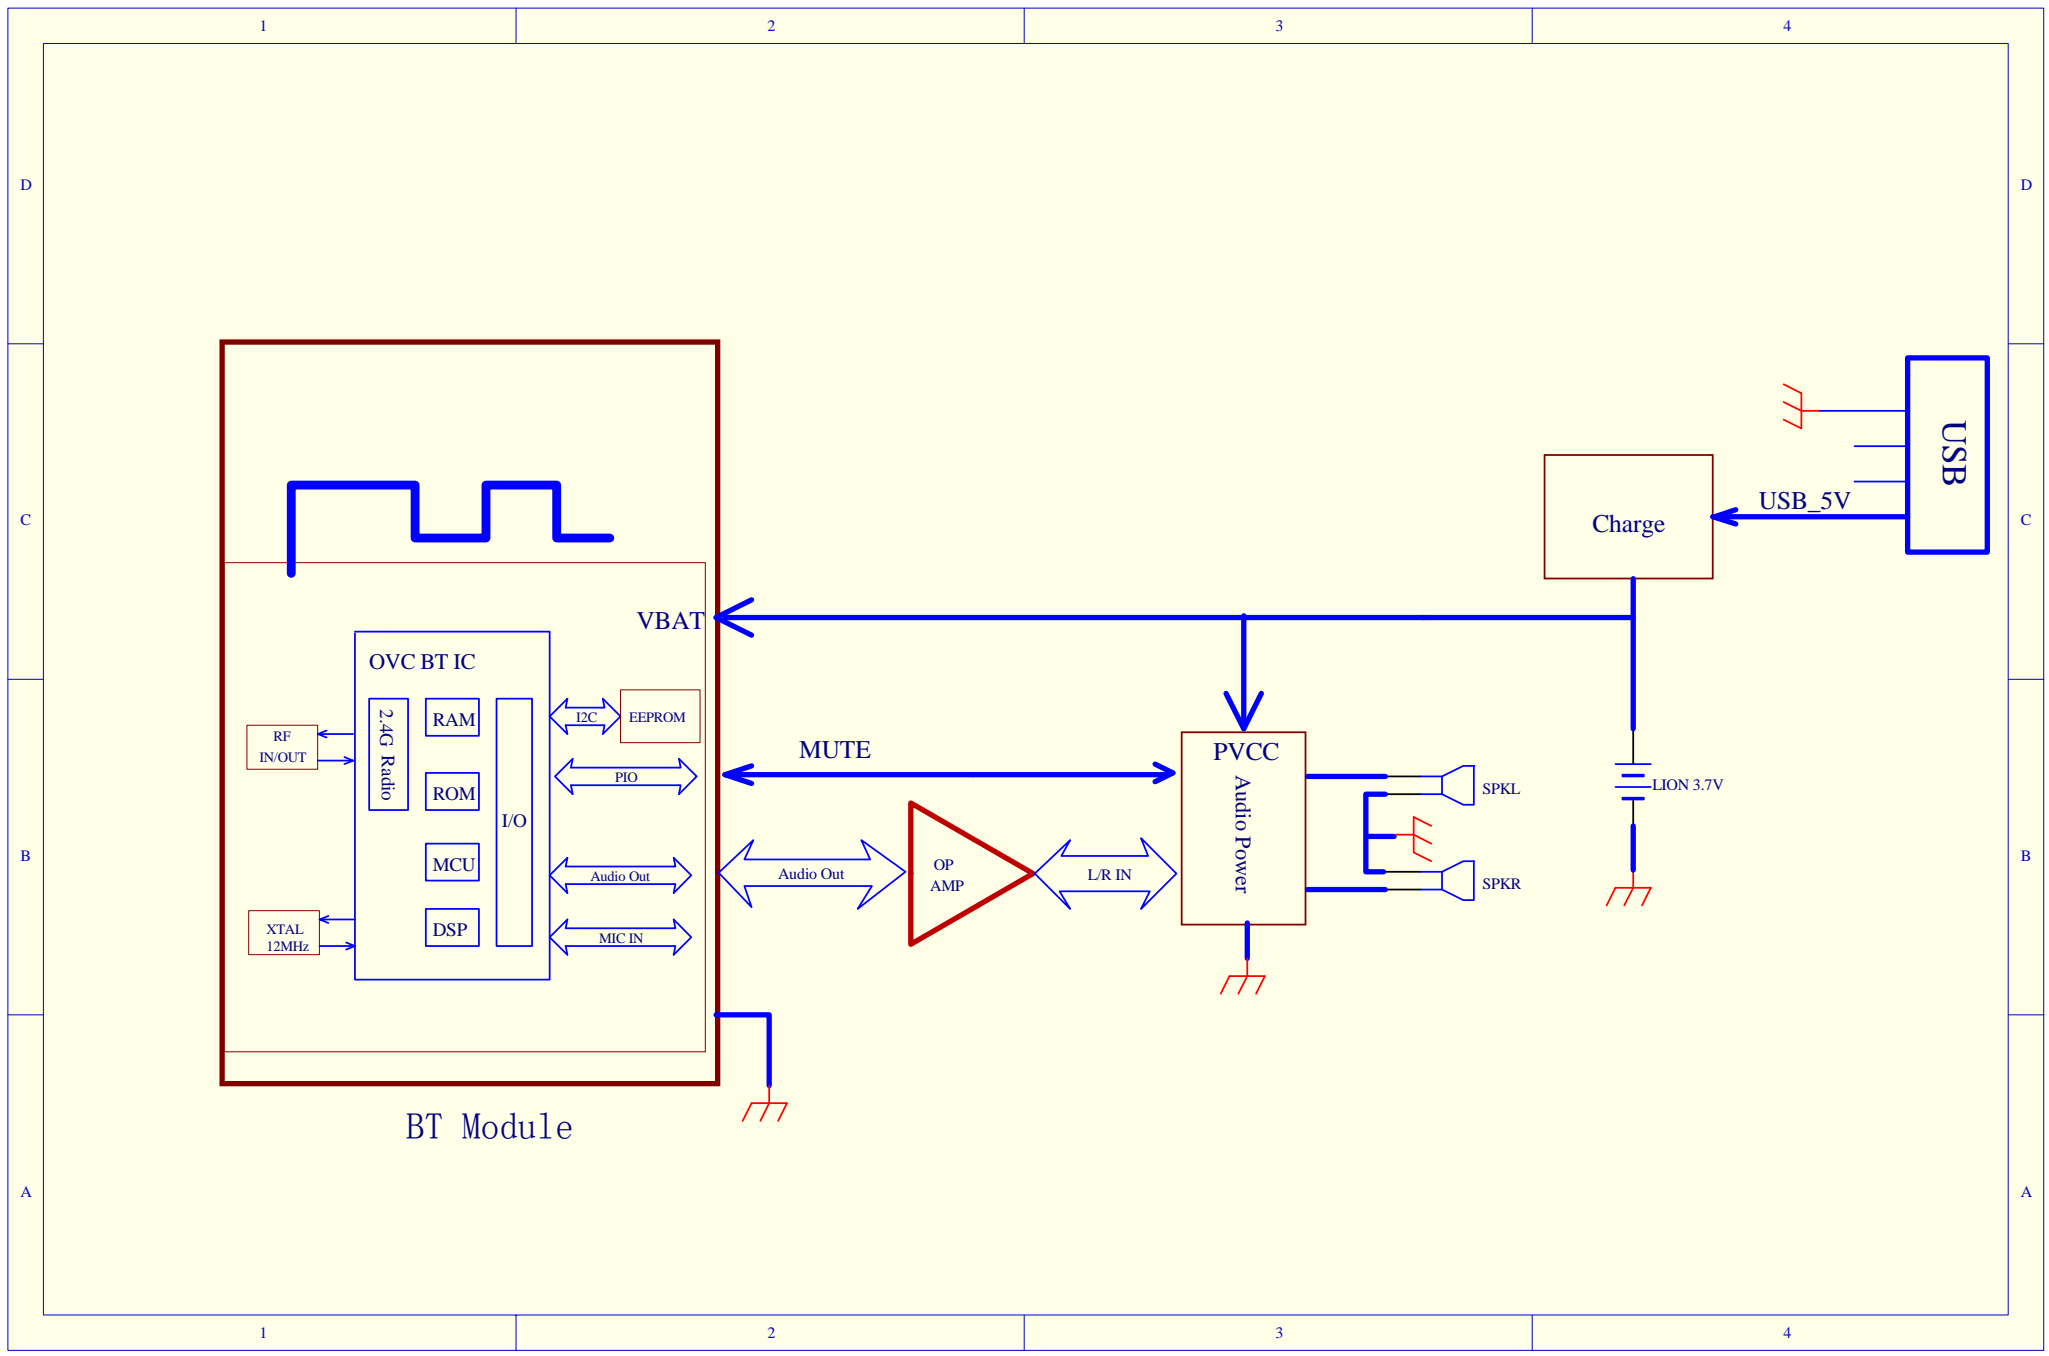 1 2 3 4
D D
C C
B B
A A
USB
USB_5V
Charge
VBAT
OVC BT IC
2.4G Radio
RAM
ROM
MCU
DSP
I/O
RF
IN/OUT
XTAL
12MHz
I2C
EEPROM
PIO
Audio Out
MIC IN
MUTE
Audio Out
OP
AMP
L/R IN
PVCC
Audio Power
SPKL
SPKR
LION 3.7V
BT Module
1 2 3 4